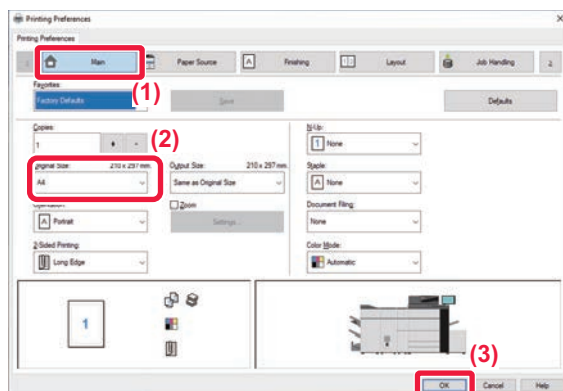 Printing Preferences
Printing Preferences
Main Paper Source Finishing Layout Job Handling
(1)
Favorites:
Factory Defaults Save Defaults
Copies: N-Up:
1 + - (2) 1 None
Original Size: 210 x 297 mm. Output Size: 210 x 297 mm. Staple:
A4 Same as Original Size A None
Orientation: Zoom Document Filing:
A Portrait Settings... None
2-Sided Printing: Color Mode:
Long Edge Automatic
1
(3)
OK Cancel Help